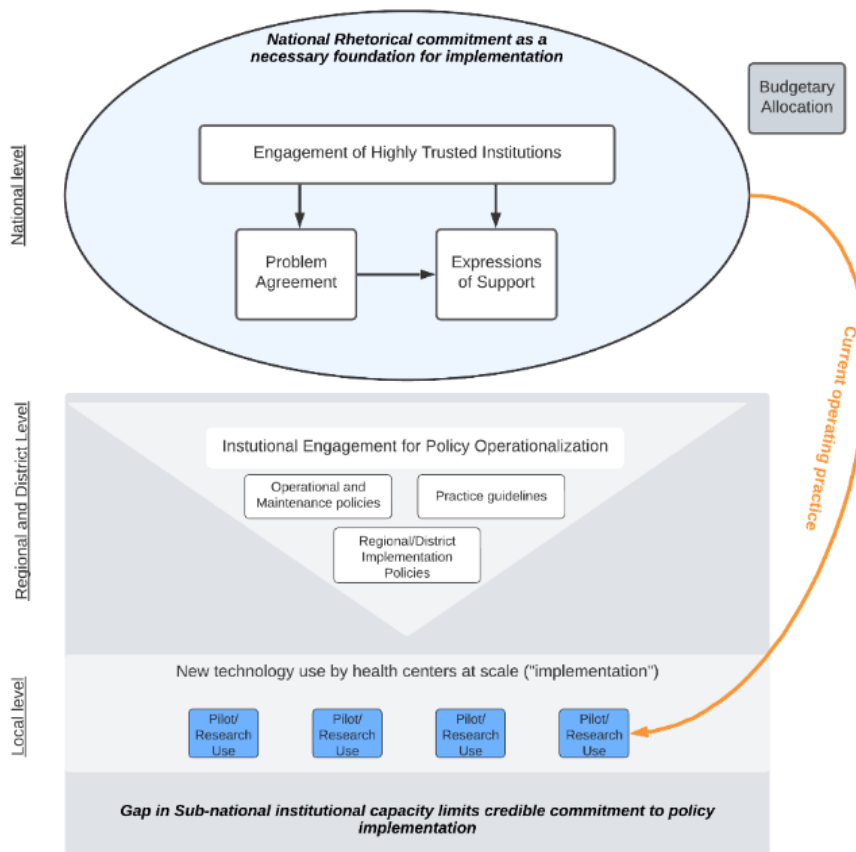 National Rhetorical commitment as a
necessary foundation for implementation
Budgetary
Allocation
National level
Engagement of Highly Trusted Institutions
Problem
Agreement
Expressions
of Support
Current operating practice
Regional and District Level
Instutional Engagement for Policy Operationalization
Operational and
Maintenance policies
Practice guidelines
Regional/District
Implementation
Policies
Local level
New technology use by health centers at scale ("implementation")
Pilot/
Research
Use
Pilot/
Research
Use
Pilot/
Research
Use
Pilot/
Research
Use
Gap in Sub-national institutional capacity limits credible commitment to policy
implementation